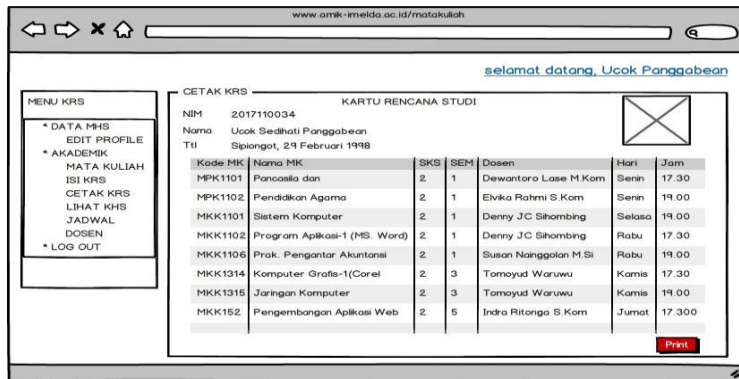 www.amik-imelda.ac.id/matakuliah
selamat datang, Ucok Panggabean
MENU KRS
* DATA MHS
EDIT PROFILE
* AKADEMIK
MATA KULIAH
ISI KRS
CETAK KRS
LIHAT KHS
JADWAL
DOSEN
* LOG OUT
CETAK KRS
KARTU RENCANA STUDI
NIM 2017110034
Nama Ucok Sedihati Panggabean
Ttl Sipiongot, 29 Februari 1998
Kode MK Nama MK SKS SEM Dosen Hari Jam
MPK1101 Pancasila dan 2 1 Dewantoro Lase M.Kom Senin 17.30
MPK1102 Pendidikan Agama 2 1 Elvika Rahmi S.Kom Senin 19.00
MKK1101 Sistem Komputer 2 1 Denny JC Sihombing Selasa 19.00
MKK1102 Program Aplikasi-1 (MS. Word) 2 1 Denny JC Sihombing Rabu 17.30
MKK1106 Prak. Pengantar Akuntansi 2 1 Susan Nainggolan M.Si Rabu 19.00
MKK1314 Komputer Grafis-1(Corel 2 3 Tomoyud Waruwu Kamis 17.30
MKK1315 Jaringan Komputer 2 3 Tomoyud Waruwu Kamis 19.00
MKK152 Pengembangan Aplikasi Web 2 5 Indra Ritonga S.Kom Jumat 17.300
Print